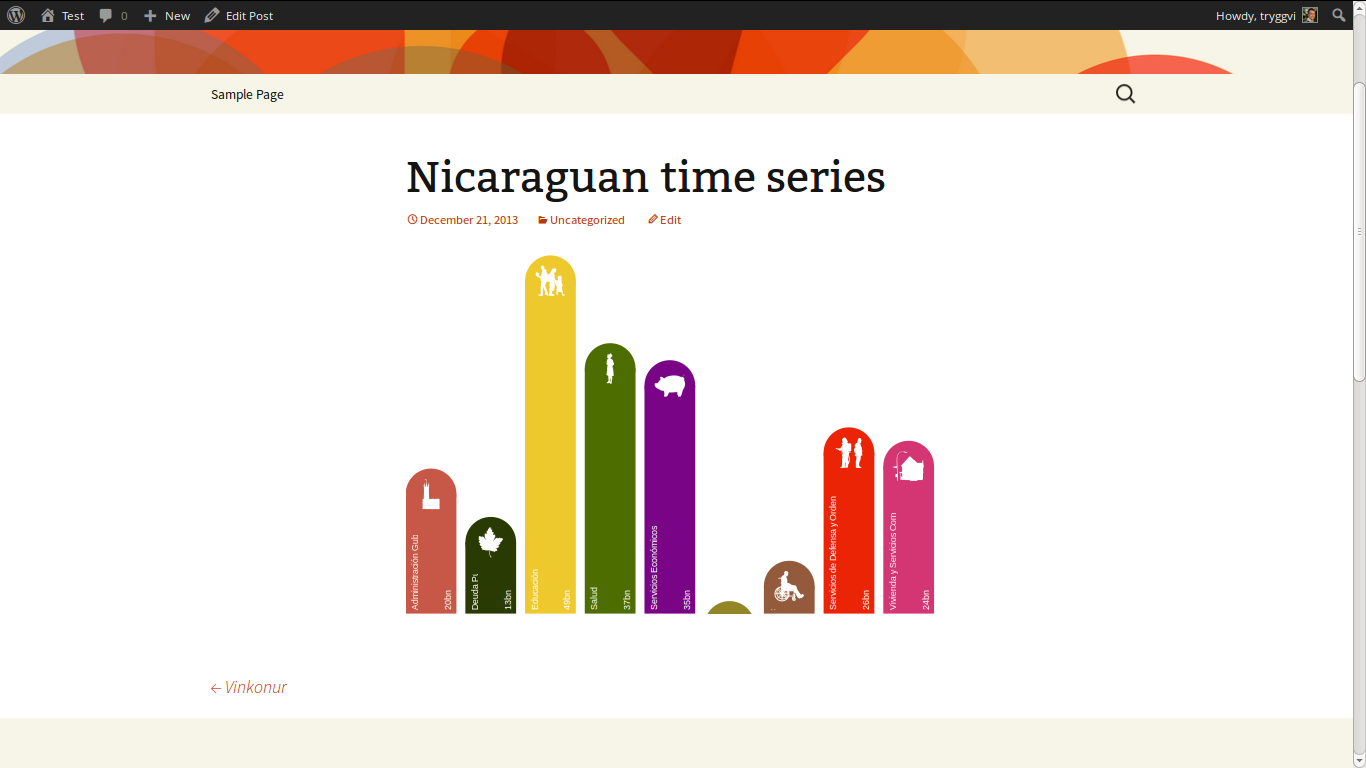 Test
0
New
Edit Post
Howdy, tryggvi
Sample Page
Nicaraguan time series
December 21, 2013
Uncategorized
Edit
Administración Gub
20bn
Deuda Pú
13bn
Educación
49bn
Salud
37bn
Servicios Económicos
35bn
Servicios de Defensa y Orden
26bn
Vivienda y Servicios Com
24bn
← Vinkonur